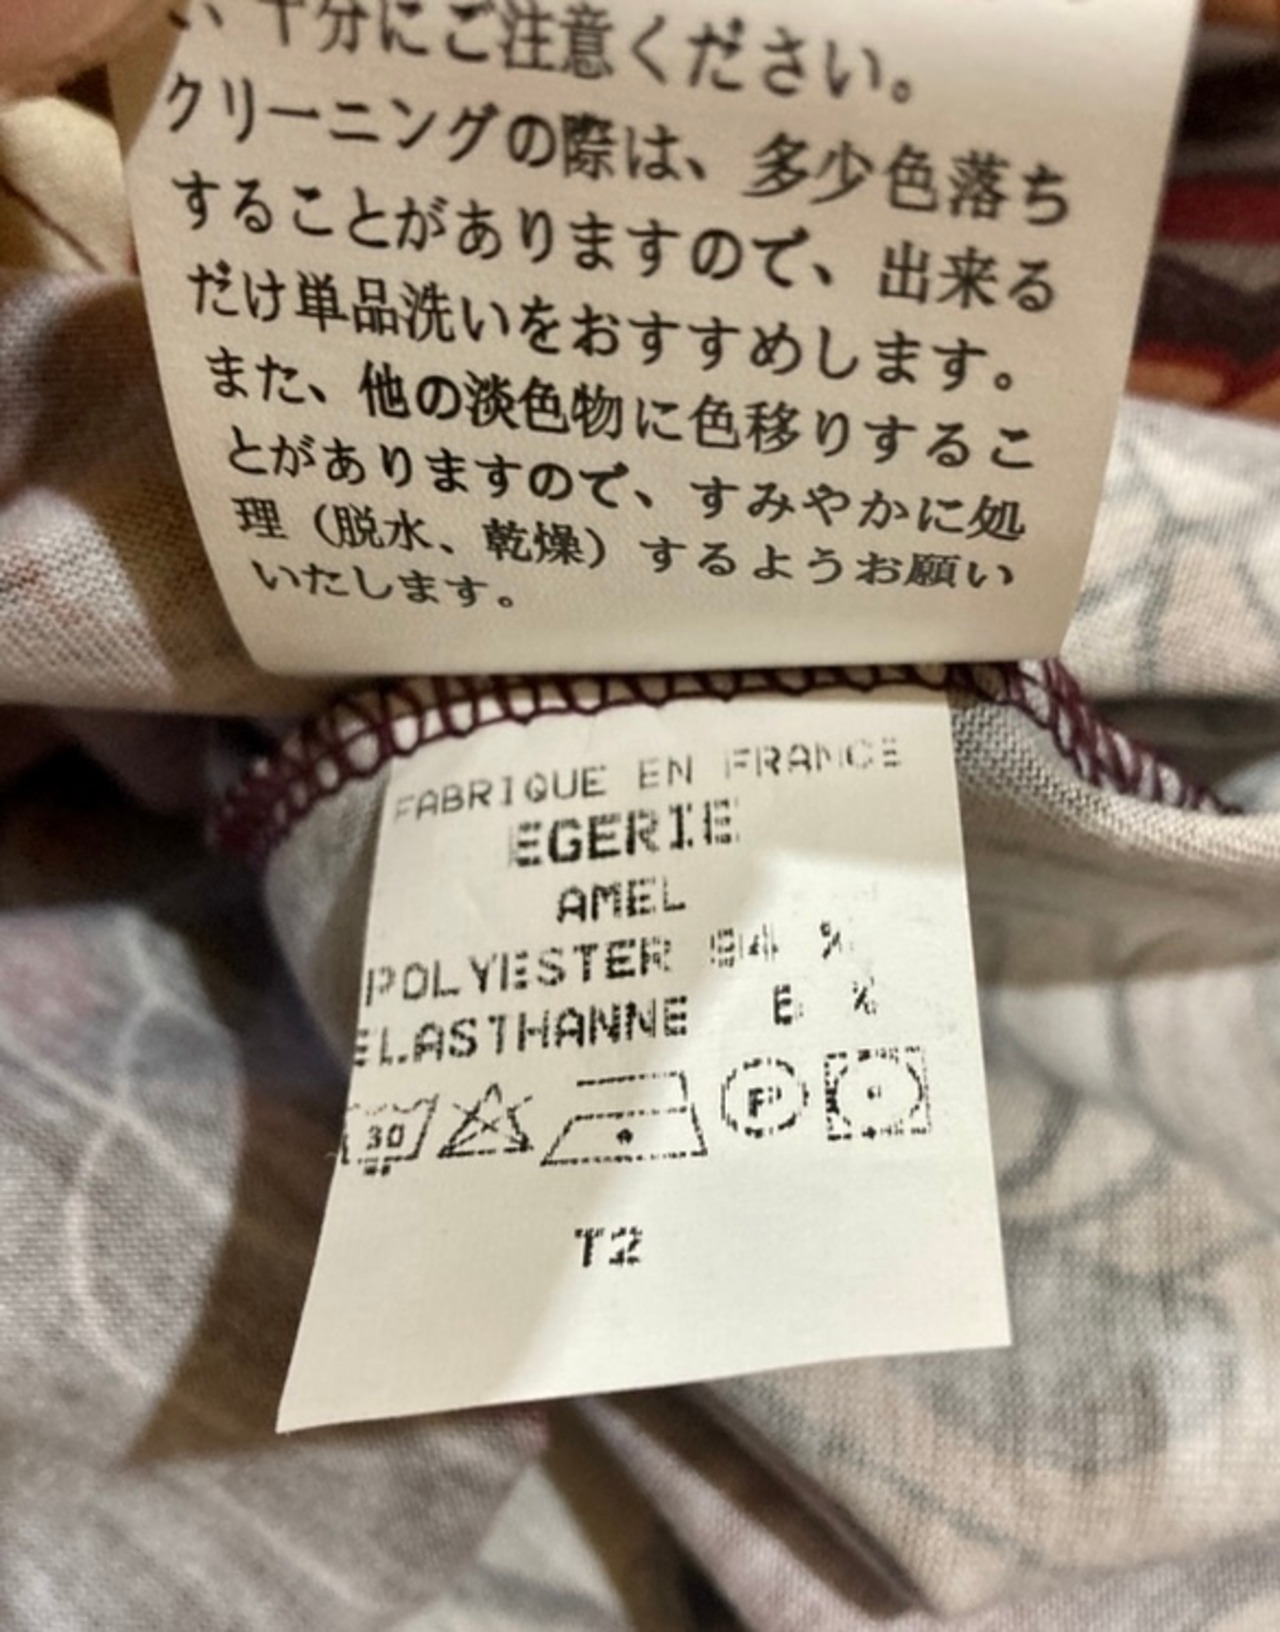 十分にご注意ください。
クリーニングの際は、多少色落ち
することがありますので、出来る
だけ単品洗いをおすすめします。
また、他の淡色物に色移りするこ
とがありますので、すみやかに処
理（脱水、乾燥）するようお願い
いたします。
FABRIQUE EN FRANCE
EGERIE
AMEL
POLYESTER 94 %
ELASTHANNE %
30
P
T2